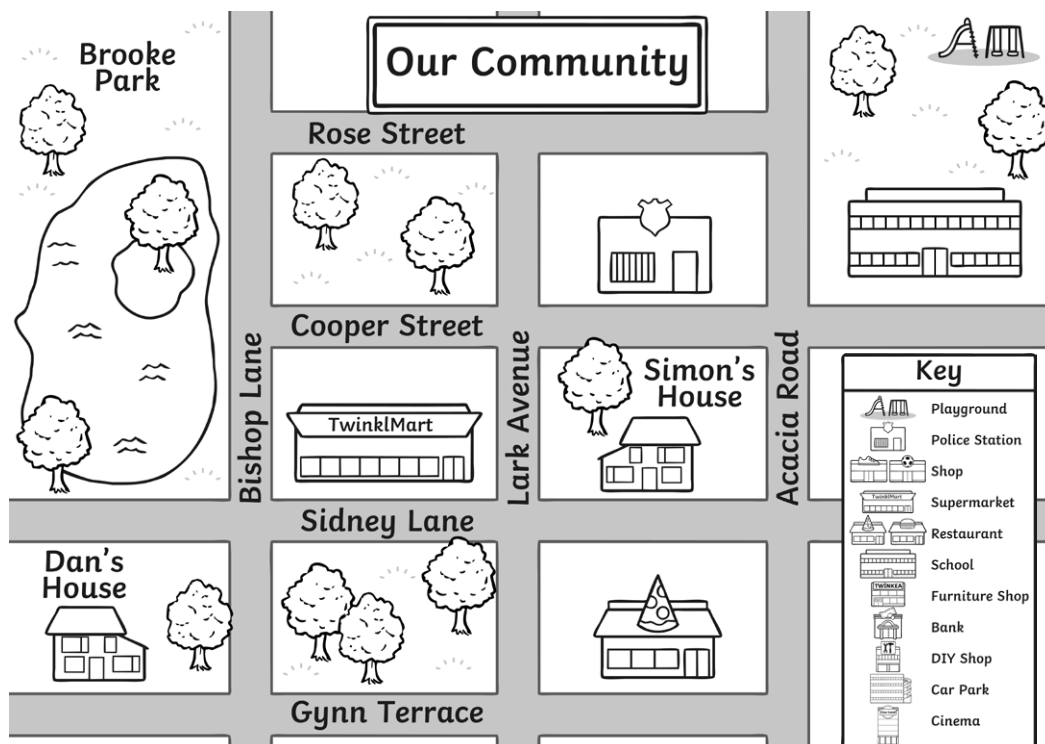 Our Community
Brooke
Park
Rose Street
Cooper Street
Bishop Lane
TwinklMart
Lark Avenue
Simon's
House
Acacia Road
Sidney Lane
Dan's
House
Gynn Terrace
Key
Playground
Police Station
Shop
TwinklMart
Supermarket
Restaurant
School
TWINKEA
Furniture Shop
Bank
DIY Shop
Car Park
Cinema